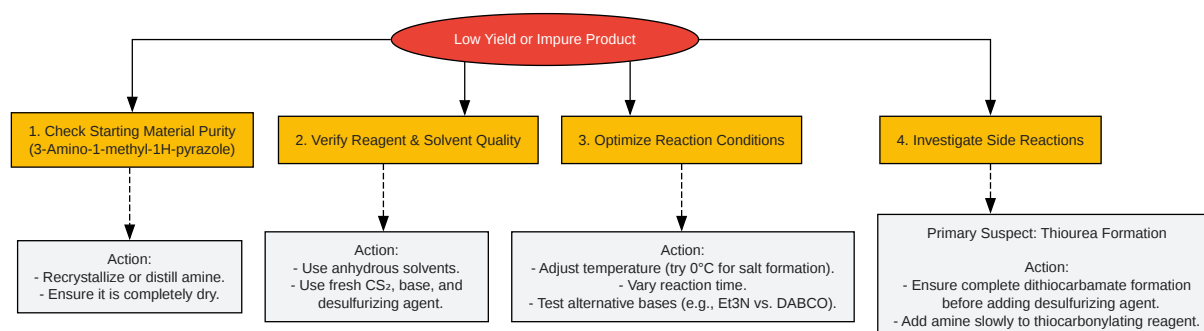 Low Yield or Impure Product
1. Check Starting Material Purity
(3-Amino-1-methyl-1H-pyrazole)
2. Verify Reagent & Solvent Quality
3. Optimize Reaction Conditions
4. Investigate Side Reactions
Action:
- Recrystallize or distill amine.
- Ensure it is completely dry.
Action:
- Use anhydrous solvents.
- Use fresh CS₂, base, and
desulfurizing agent.
Action:
- Adjust temperature (try 0°C for salt formation).
- Vary reaction time.
- Test alternative bases (e.g., Et3N vs. DABCO).
Primary Suspect: Thiourea Formation
Action:
- Ensure complete dithiocarbamate formation
before adding desulfurizing agent.
- Add amine slowly to thiocarbonylating reagent.